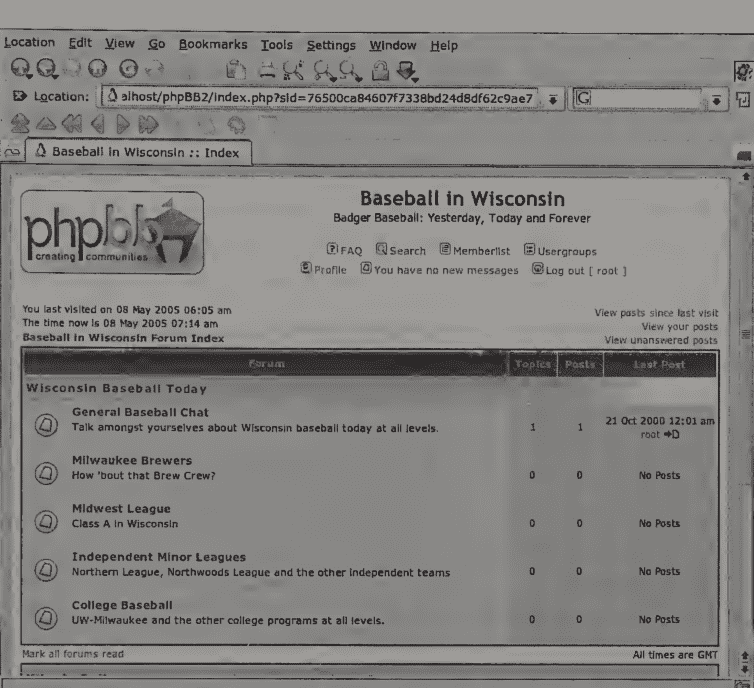 Location Edit View Go Bookmarks Tools Settings Window Help
Location: alhost/phpBB2/index.php?sid=76500ca84607f7338bd24d8df62c9ae7 G
Baseball in Wisconsin :: Index
phpbb
creating communities
Baseball in Wisconsin
Badger Baseball: Yesterday, Today and Forever
FAQ Search Memberlist Usergroups
Profile You have no new messages Log out [ root ]
You last visited on 08 May 2005 06:05 am
The time now is 08 May 2005 07:14 am
Baseball in Wisconsin Forum Index
View posts since last visit
View your posts
View unanswered posts
Forum Topics Posts Last Post
Wisconsin Baseball Today
General Baseball Chat
Talk amongst yourselves about Wisconsin baseball today at all levels. 1 1 21 Oct 2000 12:01 am
root
Milwaukee Brewers
How 'bout that Brew Crew? 0 0 No Posts
Midwest League
Class A in Wisconsin 0 0 No Posts
Independent Minor Leagues
Northern League, Northwoods League and the other independent teams 0 0 No Posts
College Baseball
UW-Milwaukee and the other college programs at all levels. 0 0 No Posts
Mark all forums read All times are GMT